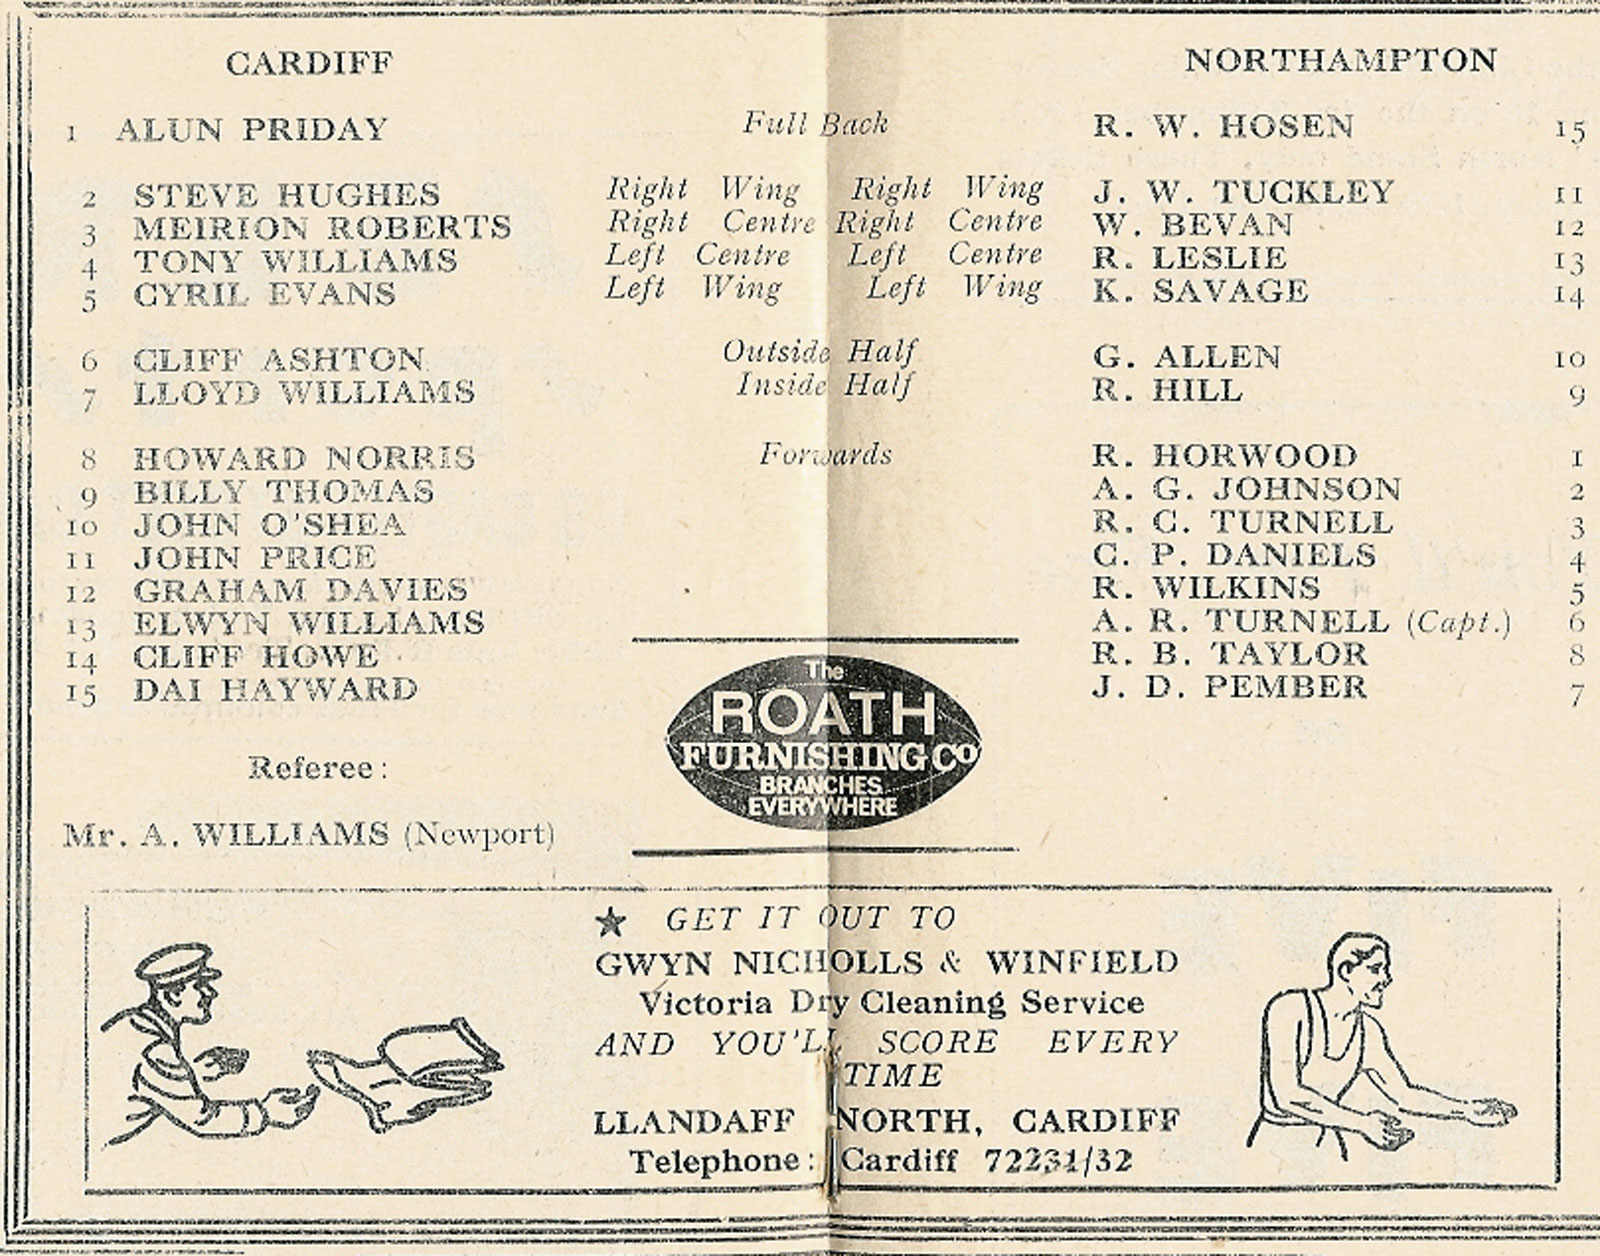 CARDIFF NORTHAMPTON
1 ALUN PRIDAY Full Back R. W. HOSEN 15
2 STEVE HUGHES Right Wing Right Wing J. W. TUCKLEY 11
3 MEIRION ROBERTS Right Centre Right Centre W. BEVAN 12
4 TONY WILLIAMS Left Centre Left Centre R. LESLIE 13
5 CYRIL EVANS Left Wing Left Wing K. SAVAGE 14
6 CLIFF ASHTON Outside Half G. ALLEN 10
7 LLOYD WILLIAMS Inside Half R. HILL 9
8 HOWARD NORRIS Forwards R. HORWOOD 1
9 BILLY THOMAS A. G. JOHNSON 2
10 JOHN O'SHEA R. C. TURNELL 3
11 JOHN PRICE C. P. DANIELS 4
12 GRAHAM DAVIES R. WILKINS 5
13 ELWYN WILLIAMS A. R. TURNELL (Capt.) 6
14 CLIFF HOWE R. B. TAYLOR 8
15 DAI HAYWARD J. D. PEMBER 7
The
ROATH
FURNISHING CO
BRANCHES
EVERYWHERE
Referee:
Mr. A. WILLIAMS (Newport)
★ GET IT OUT TO
GWYN NICHOLLS & WINFIELD
Victoria Dry Cleaning Service
AND YOU'LL SCORE EVERY
TIME
LLANDAFF NORTH, CARDIFF
Telephone: Cardiff 72231/32